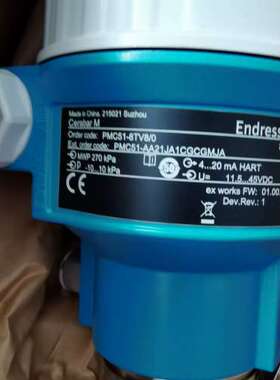 Made in China, 215021 Suzhou
Cerabar M
Endress
Order code: PMC51-8TV8/0
Ext. order code: PMC51-AA21JA1CGCGMJA
MWP 270 kPa
P -10...10 kPa
4...20 mA HART
U= 11.5...45VDC
ex works FW: 01.00
Dev.Rev.: 1